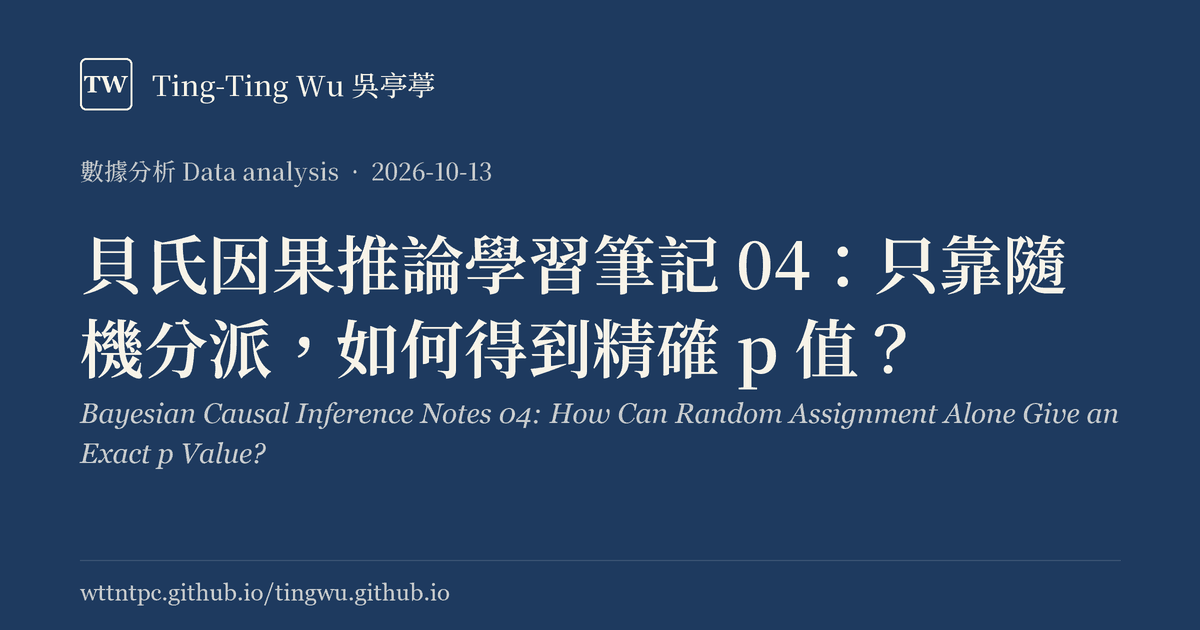 TW
Ting-Ting Wu 吳亭葶
數據分析 Data analysis · 2026-10-13
貝氏因果推論學習筆記 04：只靠隨
機分派，如何得到精確 p 值？
Bayesian Causal Inference Notes 04: How Can Random Assignment Alone Give an
Exact p Value?
wttntpc.github.io/tingwu.github.io